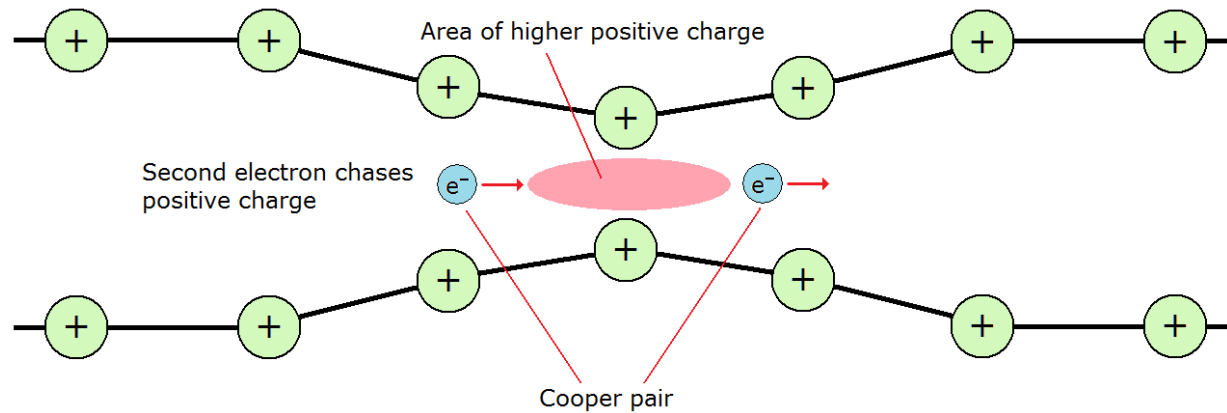 Area of higher positive charge
+ + + + + + +
Second electron chases
positive charge
e⁻ e⁻
+ + + + + + +
Cooper pair